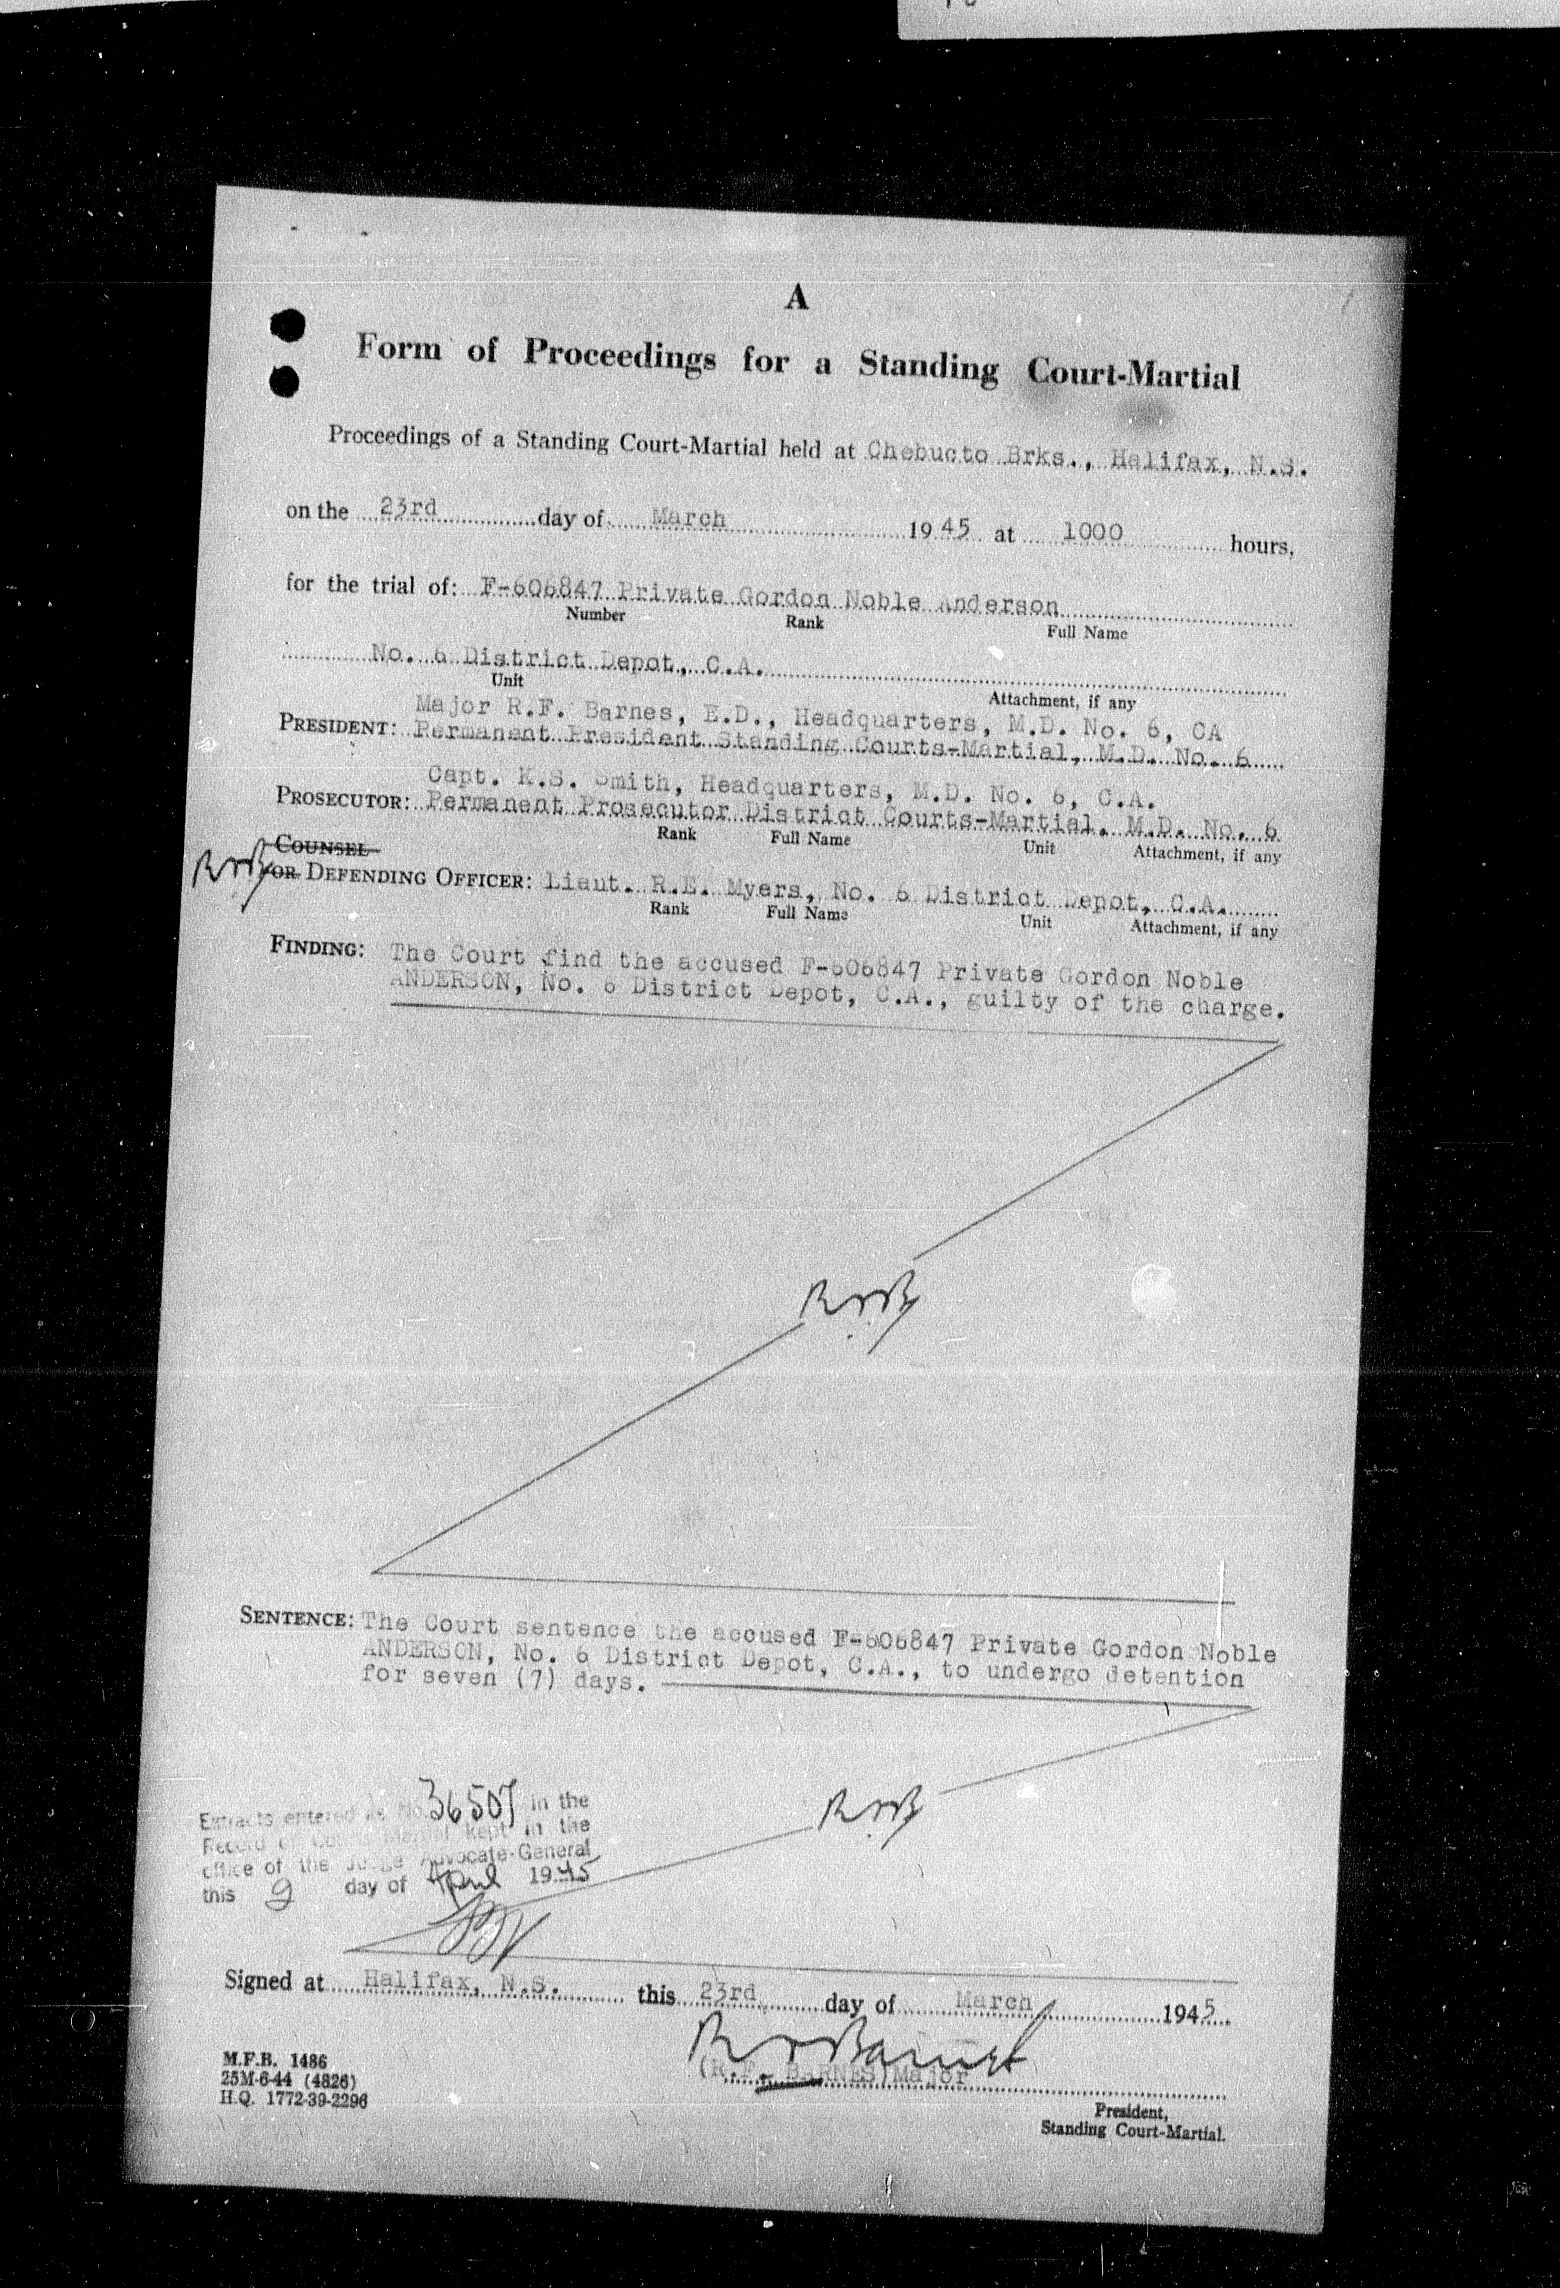 A
Form of Proceedings for a Standing Court-Martial
Proceedings of a Standing Court-Martial held at Chebucto Brks., Halifax, N.S.
on the 23rd day of March 1945 at 1000 hours,
for the trial of: F-606847 Private Gordon Noble Anderson
Number Rank Full Name
No. 6 District Depot, C.A.
Unit Attachment, if any
Major R.F. Barnes, E.D., Headquarters, M.D. No. 6, CA
PRESIDENT: Permanent President Standing Courts-Martial, M.D. No. 6
Capt. K.S. Smith, Headquarters, M.D. No. 6, C.A.
PROSECUTOR: Permanent Prosecutor District Courts-Martial, M.D. No. 6
Rank Full Name Unit Attachment, if any
COUNSEL
RFB OR DEFENDING OFFICER: Lieut. R.E. Myers, No. 6 District Depot, C.A.
Rank Full Name Unit Attachment, if any
FINDING: The Court find the accused F-606847 Private Gordon Noble
ANDERSON, No. 6 District Depot, C.A., guilty of the charge.
RFB
SENTENCE: The Court sentence the accused F-606847 Private Gordon Noble
ANDERSON, No. 6 District Depot, C.A., to undergo detention
for seven (7) days.
RFB
Extracts entered as No. 36507 in the
Record of Courts Martial kept in the
office of the Judge Advocate-General
this 9 day of April 1945
Signed at Halifax, N.S. this 23rd day of March 1945.
RFBarnes
(R.F. BARNES) Major
President,
Standing Court-Martial.
M.F.B. 1486
25M-6-44 (4826)
H.Q. 1772-39-2296